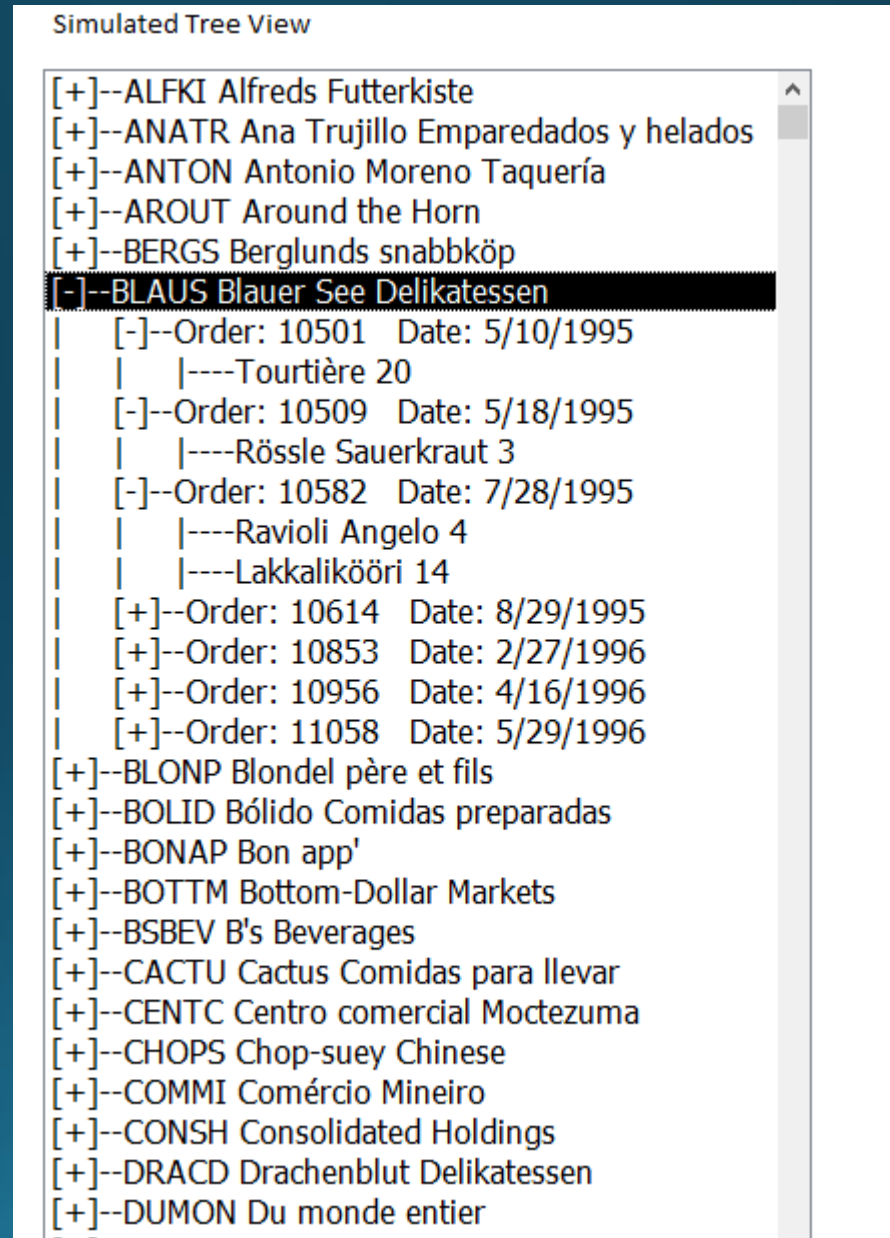 Simulated Tree View
[+]--ALFKI Alfreds Futterkiste
[+]--ANATR Ana Trujillo Emparedados y helados
[+]--ANTON Antonio Moreno Taquería
[+]--AROUT Around the Horn
[+]--BERGS Berglunds snabbköp
[-]--BLAUS Blauer See Delikatessen
|    [-]--Order: 10501   Date: 5/10/1995
|    |    |----Tourtière 20
|    [-]--Order: 10509   Date: 5/18/1995
|    |    |----Rössle Sauerkraut 3
|    [-]--Order: 10582   Date: 7/28/1995
|    |    |----Ravioli Angelo 4
|    |    |----Lakkalikööri 14
|    [+]--Order: 10614   Date: 8/29/1995
|    [+]--Order: 10853   Date: 2/27/1996
|    [+]--Order: 10956   Date: 4/16/1996
|    [+]--Order: 11058   Date: 5/29/1996
[+]--BLONP Blondel père et fils
[+]--BOLID Bólido Comidas preparadas
[+]--BONAP Bon app'
[+]--BOTTM Bottom-Dollar Markets
[+]--BSBEV B's Beverages
[+]--CACTU Cactus Comidas para llevar
[+]--CENTC Centro comercial Moctezuma
[+]--CHOPS Chop-suey Chinese
[+]--COMMI Comércio Mineiro
[+]--CONSH Consolidated Holdings
[+]--DRACD Drachenblut Delikatessen
[+]--DUMON Du monde entier